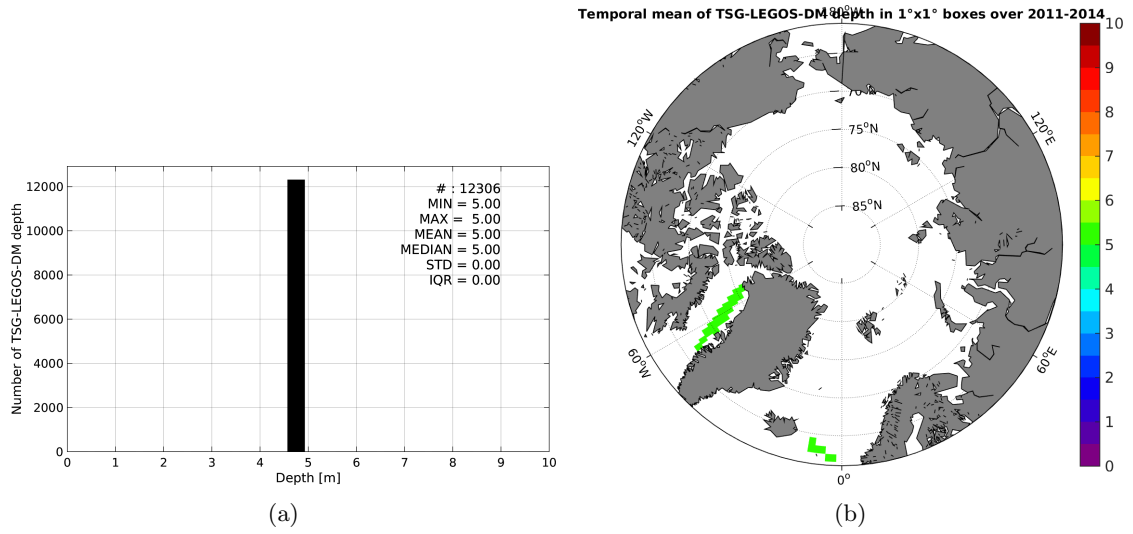 Temporal mean of TSG-LEGOS-DM depth in 1°x1° boxes over 2011-2014
180°W
120°W
120°E
60°W
60°E
0°
70°N
75°N
80°N
85°N
10
9
8
7
6
5
4
3
2
1
0
Number of TSG-LEGOS-DM depth
12000
10000
8000
6000
4000
2000
0
# : 12306
MIN = 5.00
MAX = 5.00
MEAN = 5.00
MEDIAN = 5.00
STD = 0.00
IQR = 0.00
0 1 2 3 4 5 6 7 8 9 10
Depth [m]
(a)
(b)